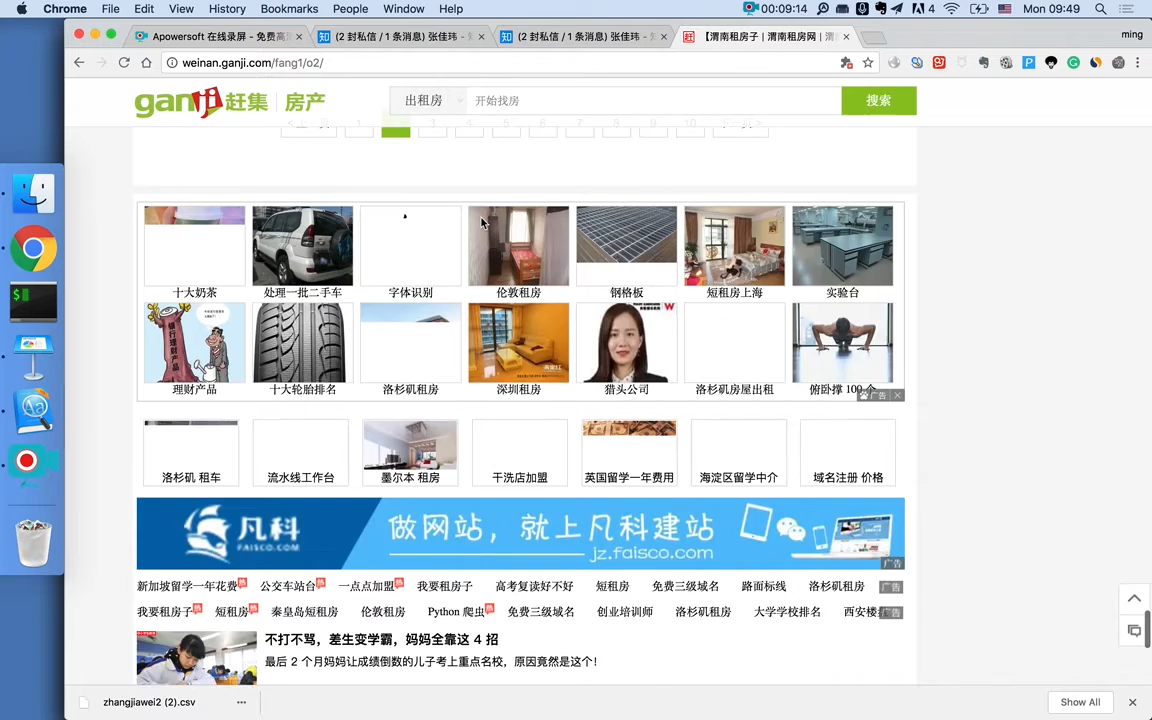 Chrome File Edit View History Bookmarks People Window Help 00:09:14 4 Mon 09:49
Apowersoft 在线录屏 - 免费高 (2 封私信 / 1 条消息) 张佳玮 - 知 (2 封私信 / 1 条消息) 张佳玮 - 知 【渭南租房子 | 渭南租房网 | 渭 ming
weinan.ganji.com/fang1/o2/
ganji 赶集 房产 出租房 开始找房 搜索
1 3 4 5 6 7 8 9 10
十大奶茶 处理一批二手车 字体识别 伦敦租房 钢格板 短租房上海 实验台
银行理财产品
理财产品 十大轮胎排名 洛杉矶租房 深圳租房 猎头公司 洛杉矶房屋出租 俯卧撑 100 个
广告
洛杉矶 租车 流水线工作台 墨尔本 租房 干洗店加盟 英国留学一年费用 海淀区留学中介 域名注册 价格
凡科 FAISCO.COM 做网站，就上凡科建站
jz.faisco.com
广告
新加坡留学一年花费 公交车站台 一点点加盟 我要租房子 高考复读好不好 短租房 免费三级域名 路面标线 洛杉矶租房 广告
我要租房子 短租房 秦皇岛短租房 伦敦租房 Python 爬虫 免费三级域名 创业培训师 洛杉矶租房 大学学校排名 西安楼 广告
不打不骂，差生变学霸，妈妈全靠这 4 招
最后 2 个月妈妈让成绩倒数的儿子考上重点名校，原因竟然是这个！
zhangjiawei2 (2).csv Show All